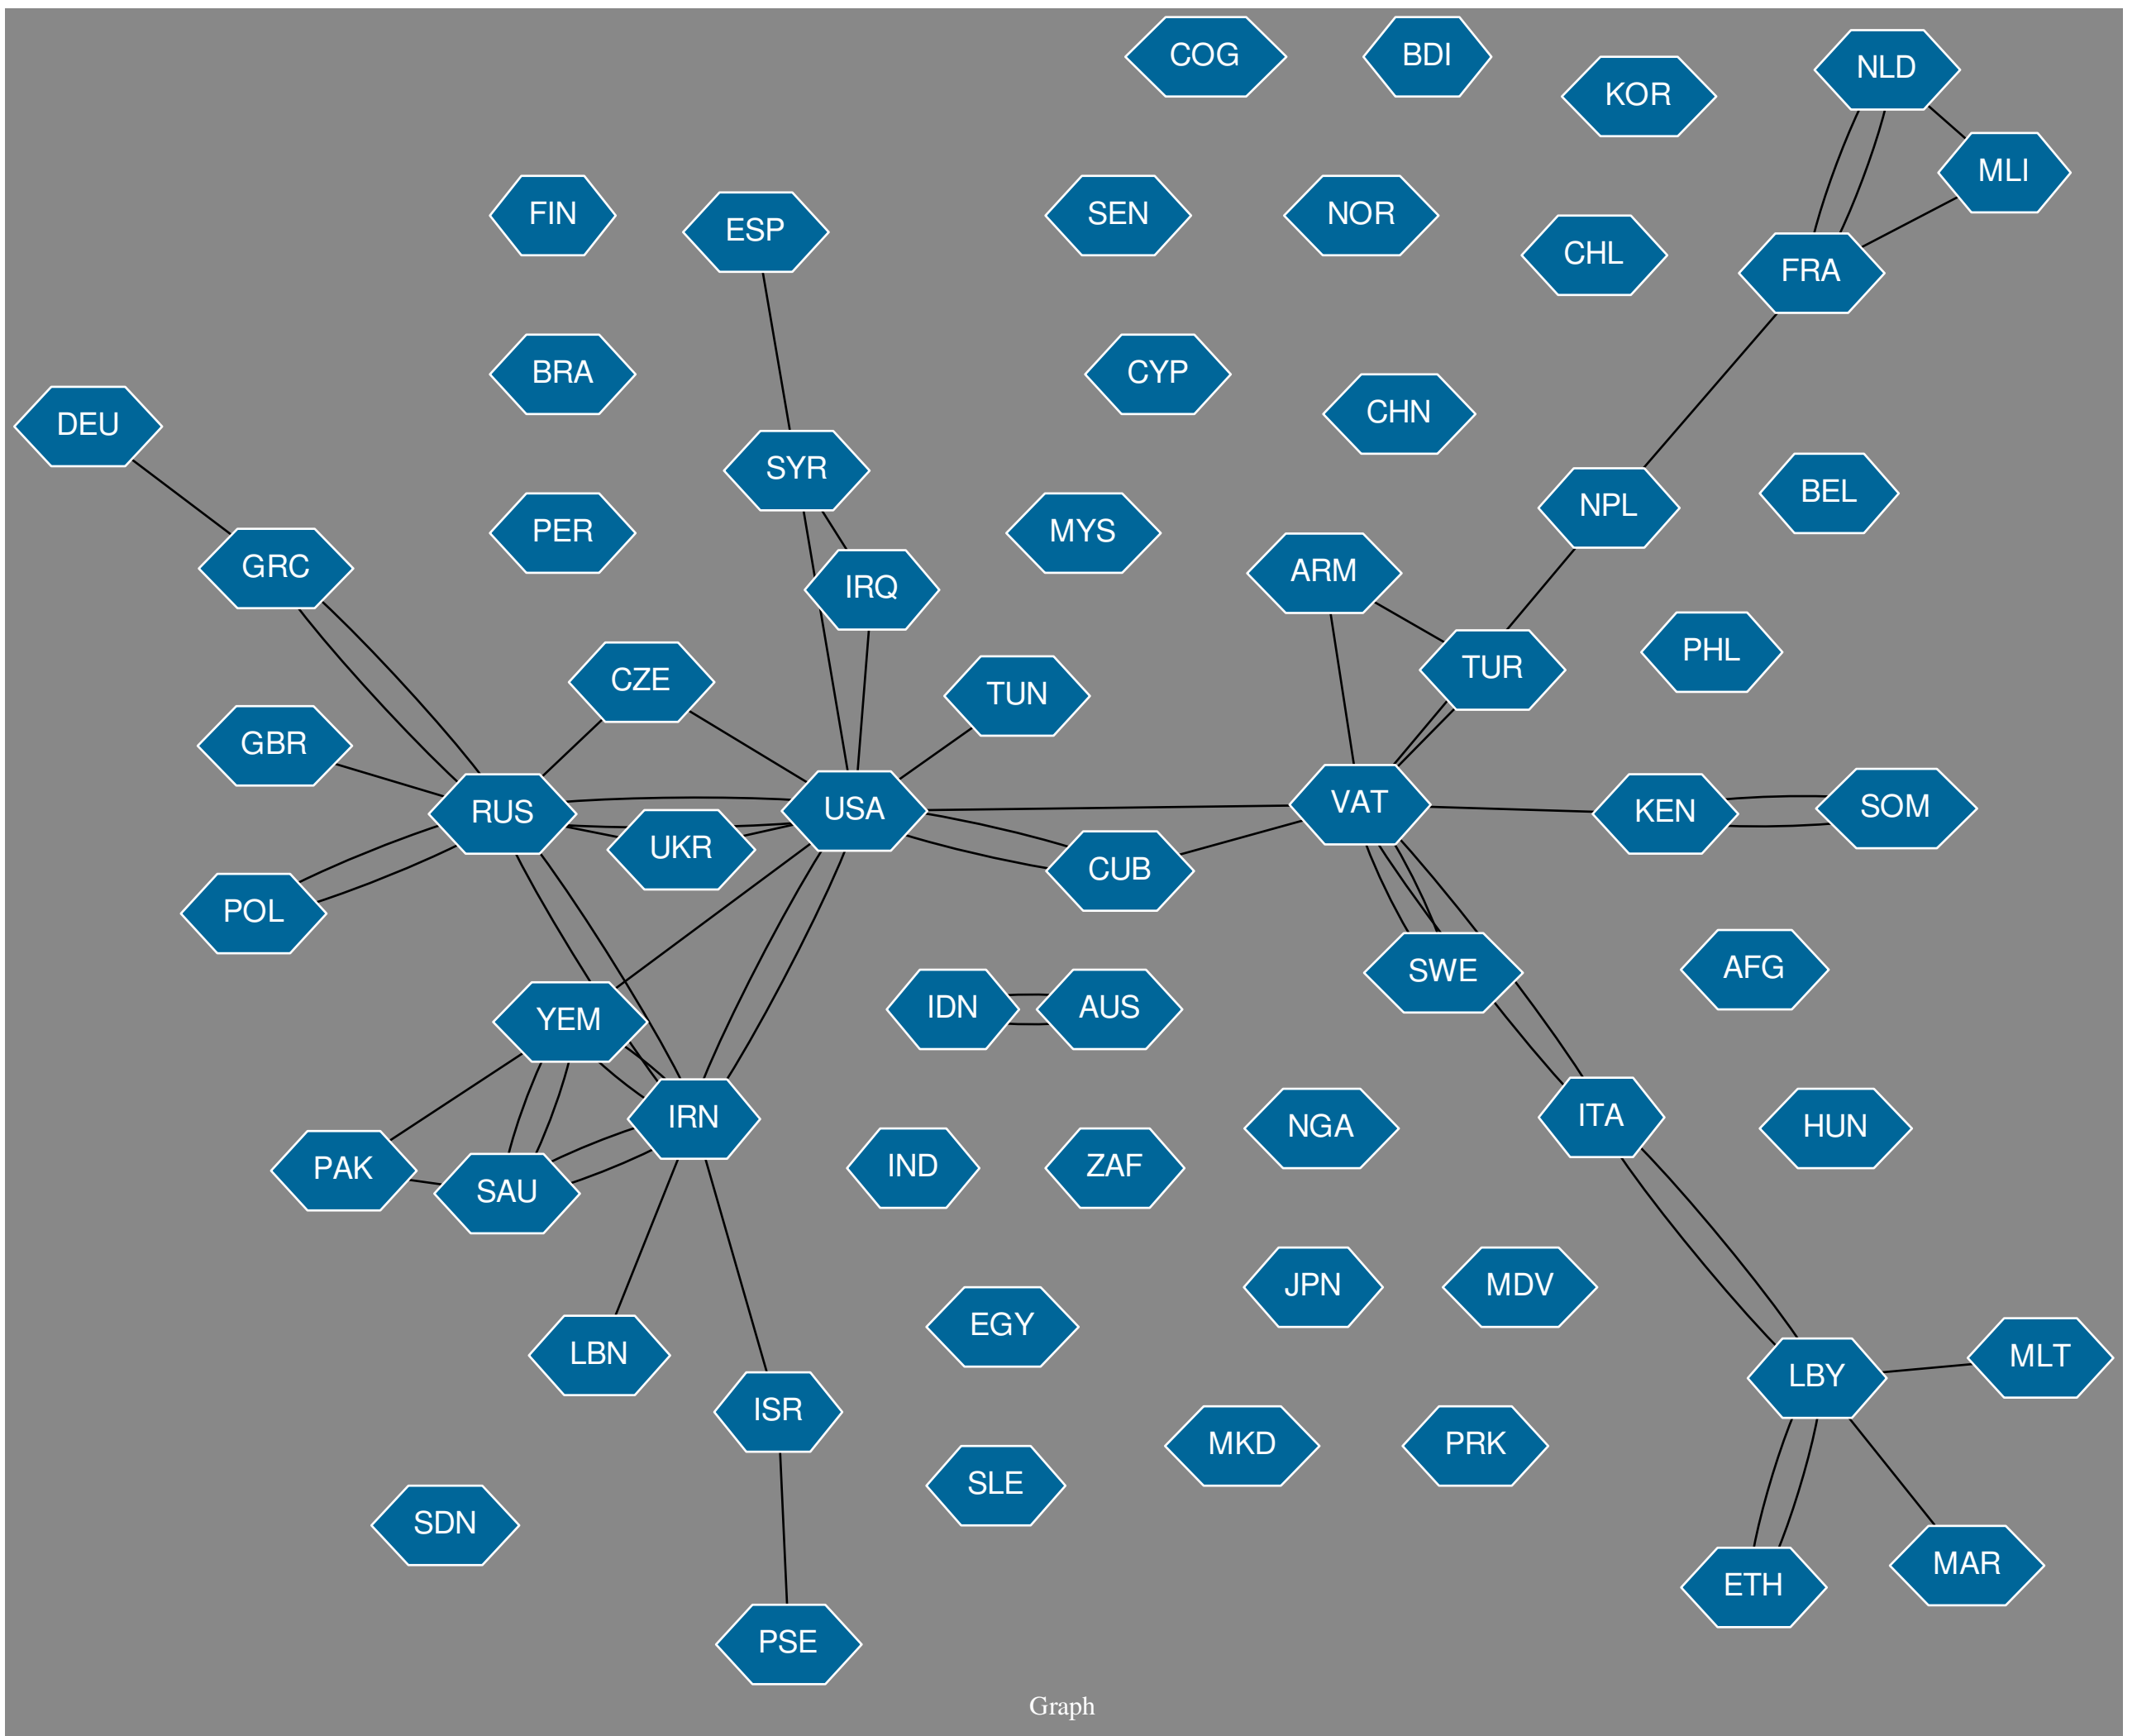 COG
BDI
NLD
KOR
MLI
FIN
ESP
SEN
NOR
CHL
FRA
BRA
CYP
CHN
DEU
SYR
BEL
NPL
PER
MYS
GRC
ARM
IRQ
PHL
TUR
CZE
TUN
GBR
VAT
SOM
USA
RUS
KEN
UKR
CUB
POL
AFG
SWE
IDN
AUS
YEM
IRN
ITA
NGA
HUN
PAK
IND
ZAF
SAU
JPN
MDV
EGY
LBN
MLT
LBY
ISR
MKD
PRK
SLE
SDN
MAR
ETH
PSE
Graph